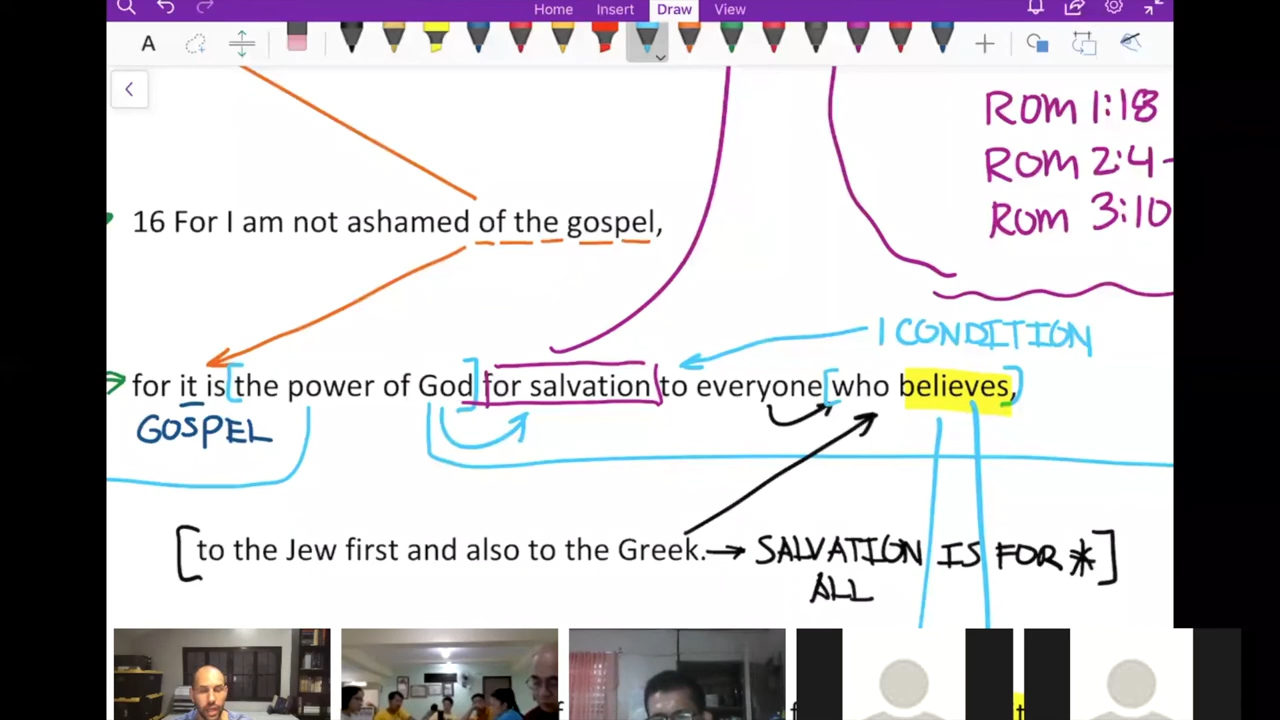 Home Insert Draw View
A
Rom 1:18
Rom 2:4-
Rom 3:10
16 For I am not ashamed of the gospel,
1 CONDITION
for it is [the power of God] for salvation to everyone [who believes,]
GOSPEL
[to the Jew first and also to the Greek.→ SALVATION IS FOR *]
ALL